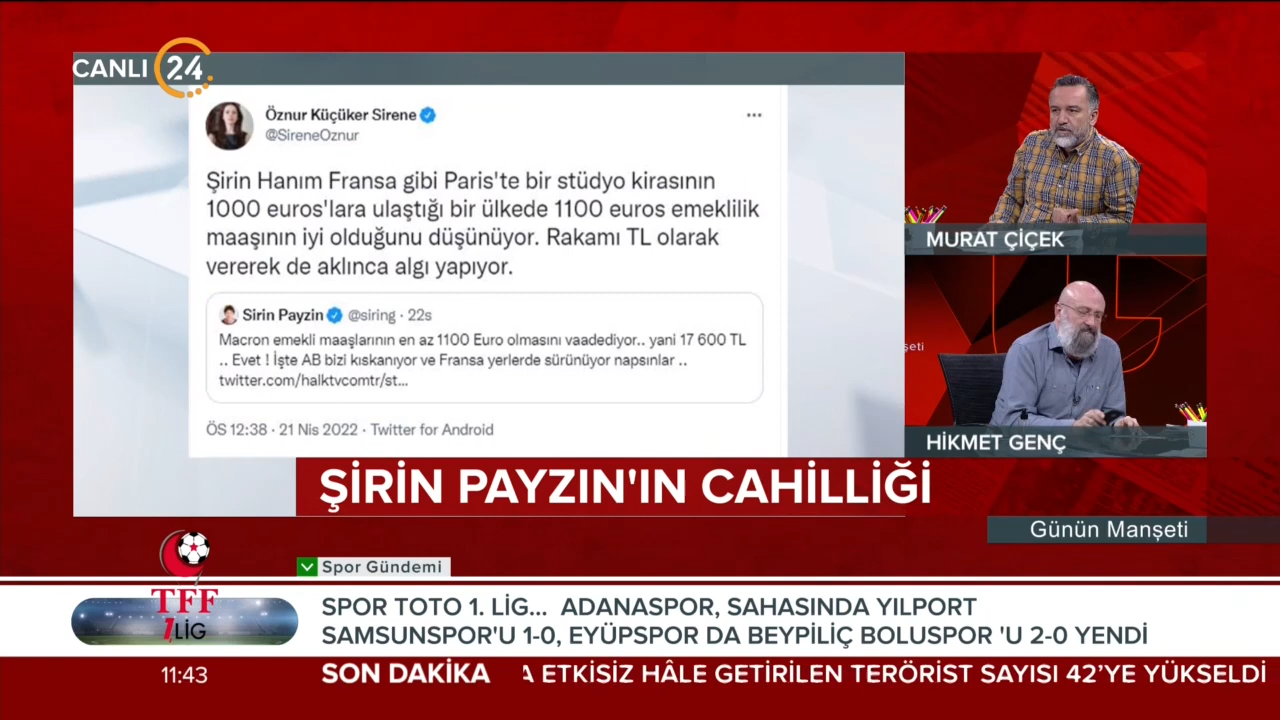 CANLI 24
Öznur Küçüker Sirene
@SireneOznur
Şirin Hanım Fransa gibi Paris'te bir stüdyo kirasının
1000 euros'lara ulaştığı bir ülkede 1100 euros emeklilik
maaşının iyi olduğunu düşünüyor. Rakamı TL olarak
vererek de aklınca algı yapıyor.
Sirin Payzin @siring · 22s
Macron emekli maaşlarının en az 1100 Euro olmasını vaadediyor.. yani 17 600 TL
.. Evet ! İşte AB bizi kıskanıyor ve Fransa yerlerde sürünüyor napsınlar ..
twitter.com/halktvcomtr/st...
ÖS 12:38 · 21 Nis 2022 · Twitter for Android
MURAT ÇİÇEK
şeti
HİKMET GENÇ
ŞİRİN PAYZIN'IN CAHİLLİĞİ
Günün Manşeti
Spor Gündemi
TFF
1.LİG
SPOR TOTO 1. LİG... ADANASPOR, SAHASINDA YILPORT
SAMSUNSPOR'U 1-0, EYÜPSPOR DA BEYPİLİÇ BOLUSPOR 'U 2-0 YENDİ
11:43
SON DAKİKA
A ETKİSİZ HÂLE GETİRİLEN TERÖRİST SAYISI 42’YE YÜKSELDİ